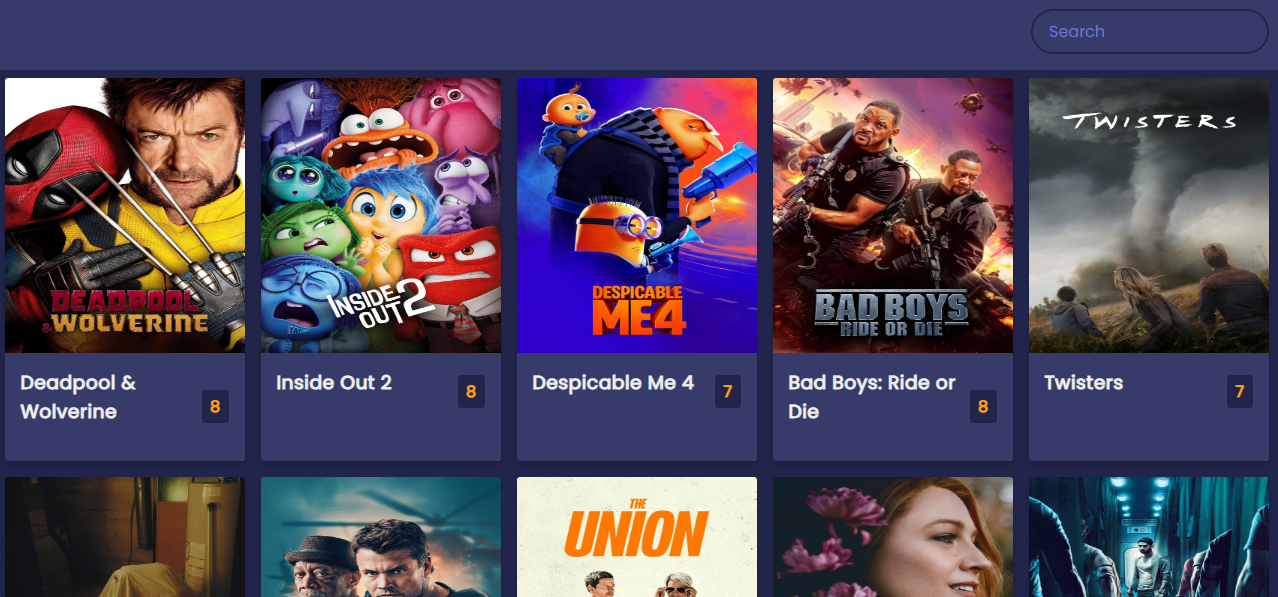 Search
TWISTERS
DEADPOOL
& WOLVERINE
INSIDE
OUT 2
DESPICABLE
ME 4
BAD BOYS
RIDE OR DIE
Deadpool &
Wolverine
8
Inside Out 2
8
Despicable Me 4
7
Bad Boys: Ride or
Die
8
Twisters
7
THE
UNION